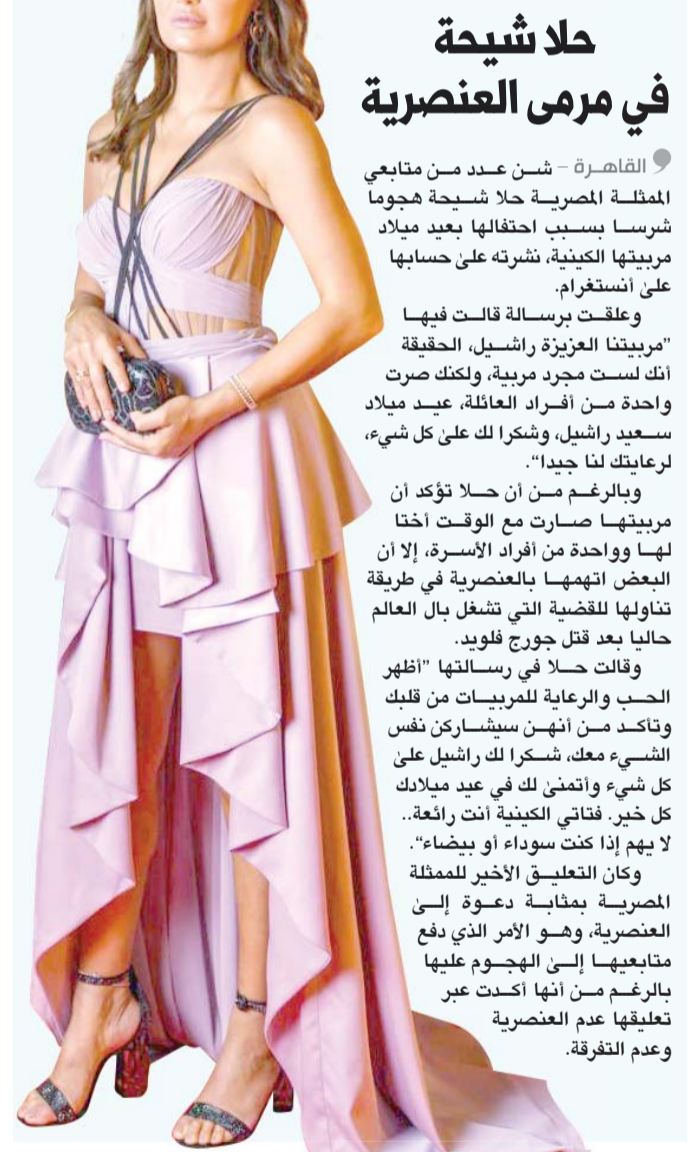 حلا شيحة
في مرمى العنصرية
القاهرة – شن عدد من متابعي
الممثلة المصرية حلا شيحة هجوما
شرسا بسبب احتفالها بعيد ميلاد
مربيتها الكينية، نشرته على حسابها
على أنستغرام.
وعلقت برسالة قالت فيها
”مربيتنا العزيزة راشيل، الحقيقة
أنك لست مجرد مربية، ولكنك صرت
واحدة من أفراد العائلة، عيد ميلاد
سعيد راشيل، وشكرا لك على كل شيء،
لرعايتك لنا جيدا“.
وبالرغم من أن حلا تؤكد أن
مربيتها صارت مع الوقت أختا
لها وواحدة من أفراد الأسرة، إلا أن
البعض اتهمها بالعنصرية في طريقة
تناولها للقضية التي تشغل بال العالم
حاليا بعد قتل جورج فلويد.
وقالت حلا في رسالتها ”أظهر
الحب والرعاية للمربيات من قلبك
وتأكد من أنهن سيشاركن نفس
الشيء معك، شكرا لك راشيل على
كل شيء وأتمنى لك في عيد ميلادك
كل خير. فتاتي الكينية أنت رائعة..
لا يهم إذا كنت سوداء أو بيضاء“.
وكان التعليق الأخير للممثلة
المصرية بمثابة دعوة إلى
العنصرية، وهو الأمر الذي دفع
متابعيها إلى الهجوم عليها
بالرغم من أنها أكدت عبر
تعليقها عدم العنصرية
وعدم التفرقة.